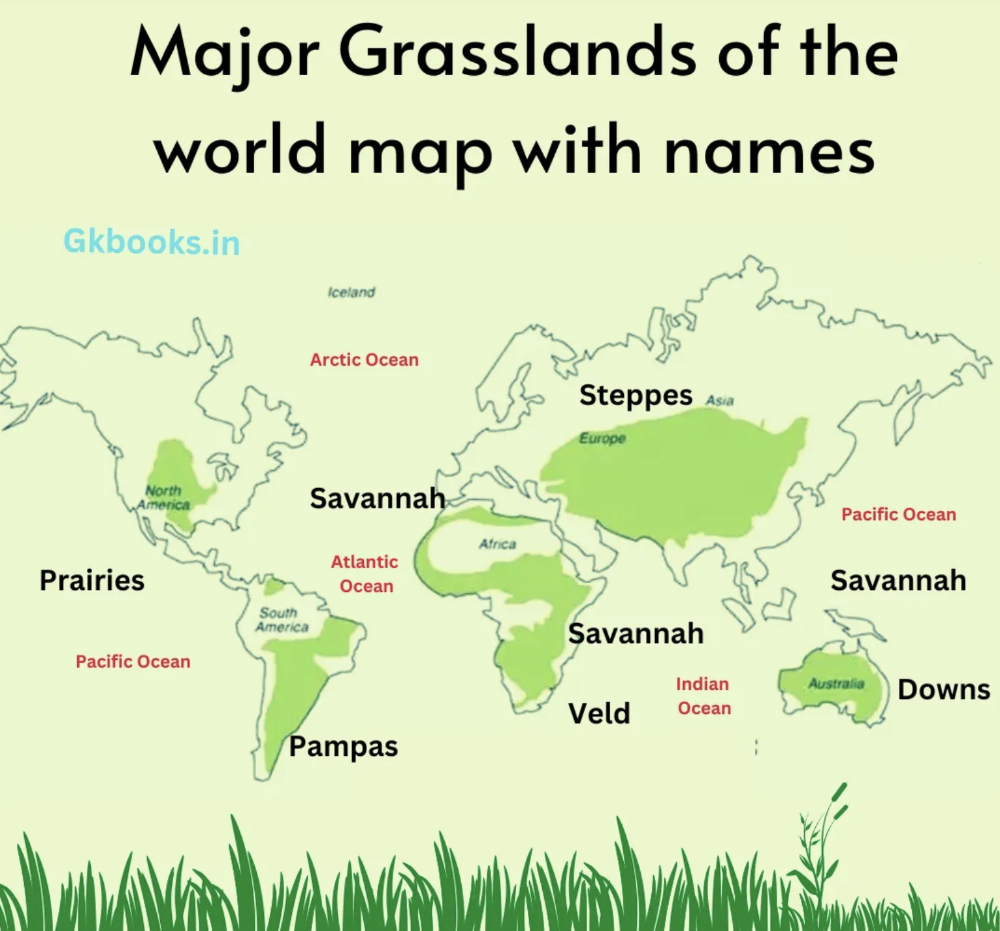 Major Grasslands of the
world map with names
Gkbooks.in
Iceland
Arctic Ocean
Steppes
Asia
Europe
North
America
Savannah
Pacific Ocean
Africa
Atlantic
Ocean
Prairies
Savannah
South
America
Savannah
Pacific Ocean
Indian
Ocean
Australia
Downs
Veld
Pampas